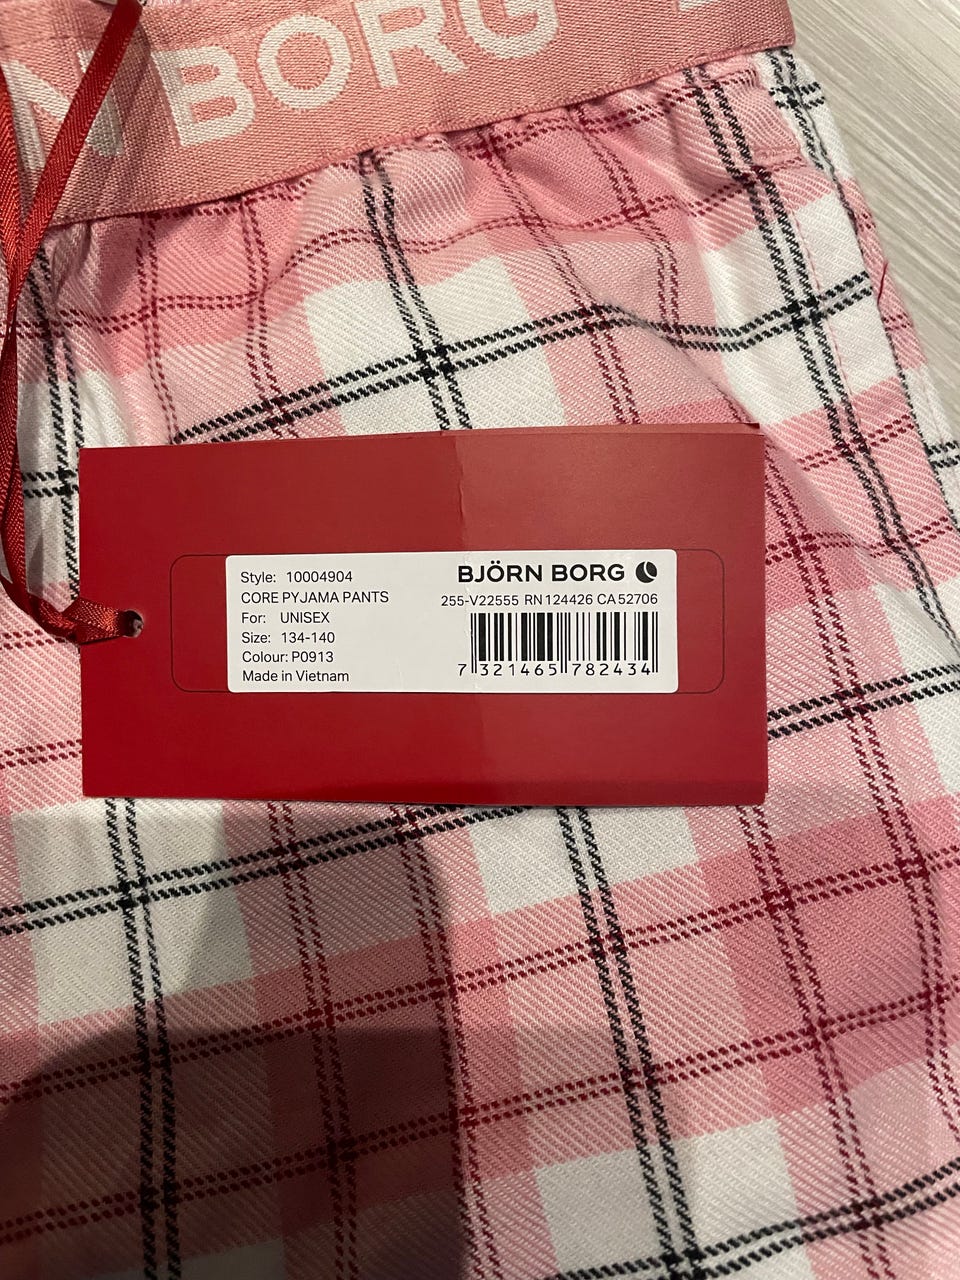 N BORG
Style: 10004904
CORE PYJAMA PANTS
For: UNISEX
Size: 134-140
Colour: P0913
Made in Vietnam
BJÖRN BORG
255-V22555 RN 124426 CA 52706
7 321465 782434